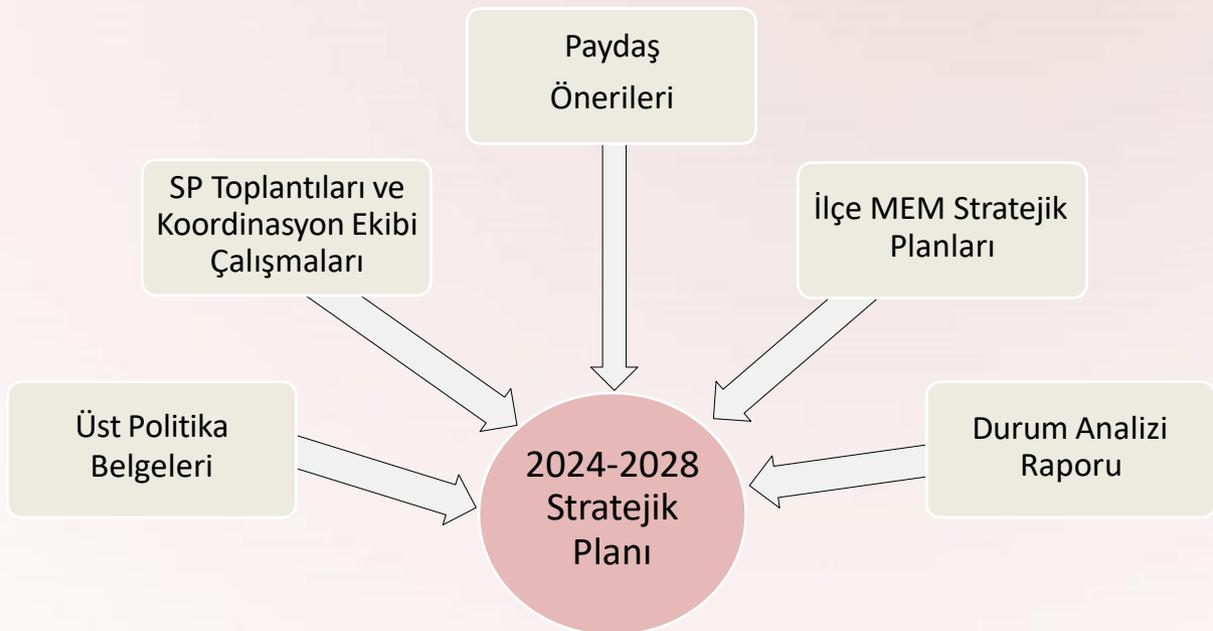 Paydaş
Önerileri
SP Toplantıları ve
Koordinasyon Ekibi
Çalışmaları
İlçe MEM Stratejik
Planları
Üst Politika
Belgeleri
Durum Analizi
Raporu
2024-2028
Stratejik
Planı